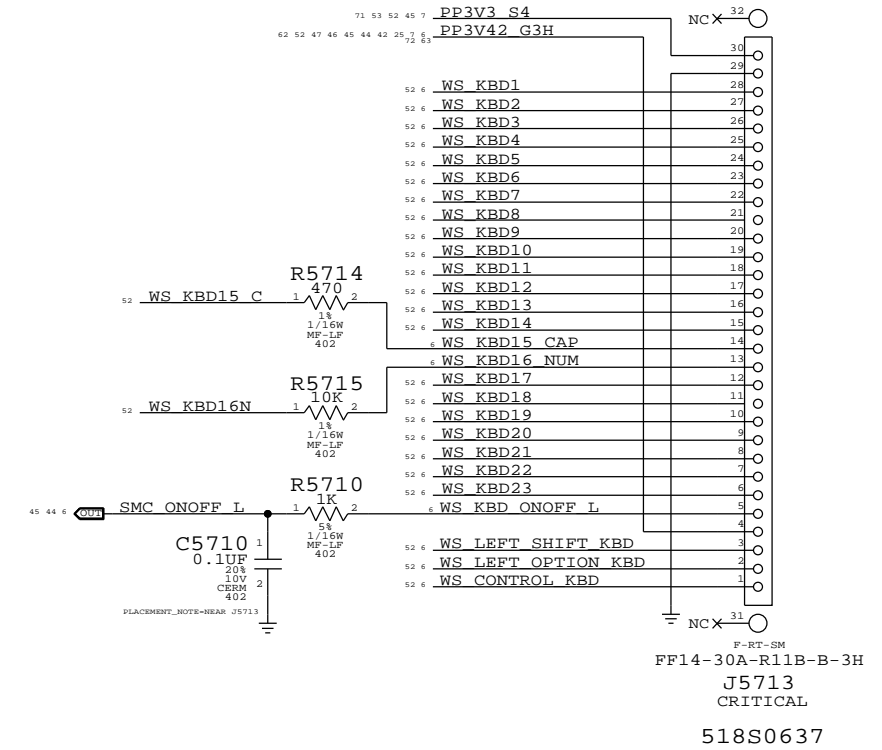 71 53 52 45 7 PP3V3_S4
62 52 47 46 45 44 42 25 7 6 PP3V42_G3H
72 63
NC 32
30
29
52 6 WS_KBD1 28
52 6 WS_KBD2 27
52 6 WS_KBD3 26
52 6 WS_KBD4 25
52 6 WS_KBD5 24
52 6 WS_KBD6 23
52 6 WS_KBD7 22
52 6 WS_KBD8 21
52 6 WS_KBD9 20
52 6 WS_KBD10 19
52 6 WS_KBD11 18
52 6 WS_KBD12 17
52 6 WS_KBD13 16
52 6 WS_KBD14 15
6 WS_KBD15_CAP 14
6 WS_KBD16_NUM 13
52 6 WS_KBD17 12
52 6 WS_KBD18 11
52 6 WS_KBD19 10
52 6 WS_KBD20 9
52 6 WS_KBD21 8
52 6 WS_KBD22 7
52 6 WS_KBD23 6
6 WS_KBD_ONOFF_L 5
4
52 6 WS_LEFT_SHIFT_KBD 3
52 6 WS_LEFT_OPTION_KBD 2
52 6 WS_CONTROL_KBD 1
NC 31
R5714
470
52 WS_KBD15_C 1 2
1%
1/16W
MF-LF
402
R5715
10K
52 WS_KBD16N 1 2
1%
1/16W
MF-LF
402
R5710
1K
45 44 6 OUT SMC_ONOFF_L 1 2
5%
1/16W
MF-LF
402
C5710 1
0.1UF
20%
10V
CERM 2
402
PLACEMENT_NOTE=NEAR J5713
F-RT-SM
FF14-30A-R11B-B-3H
J5713
CRITICAL
518S0637